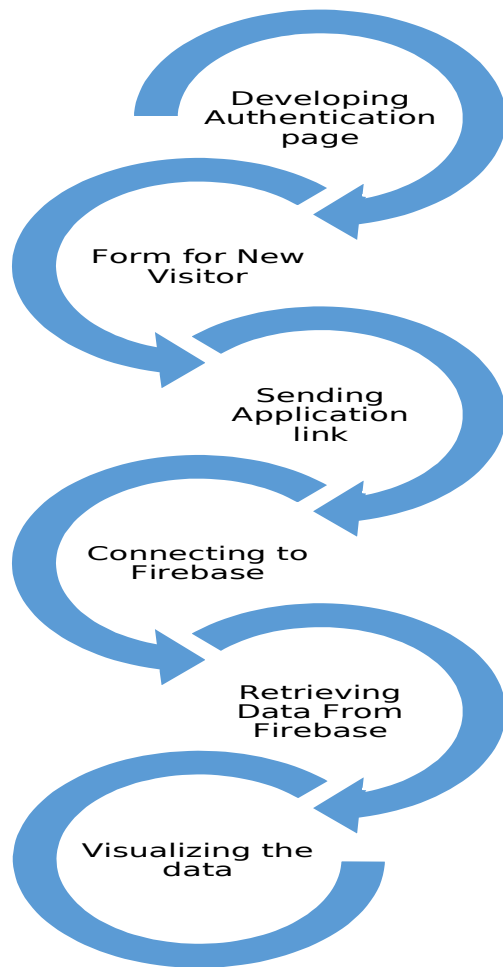 Developing
Authentication
page
Form for New
Visitor
Sending
Application
link
Connecting to
Firebase
Retrieving
Data From
Firebase
Visualizing the
data